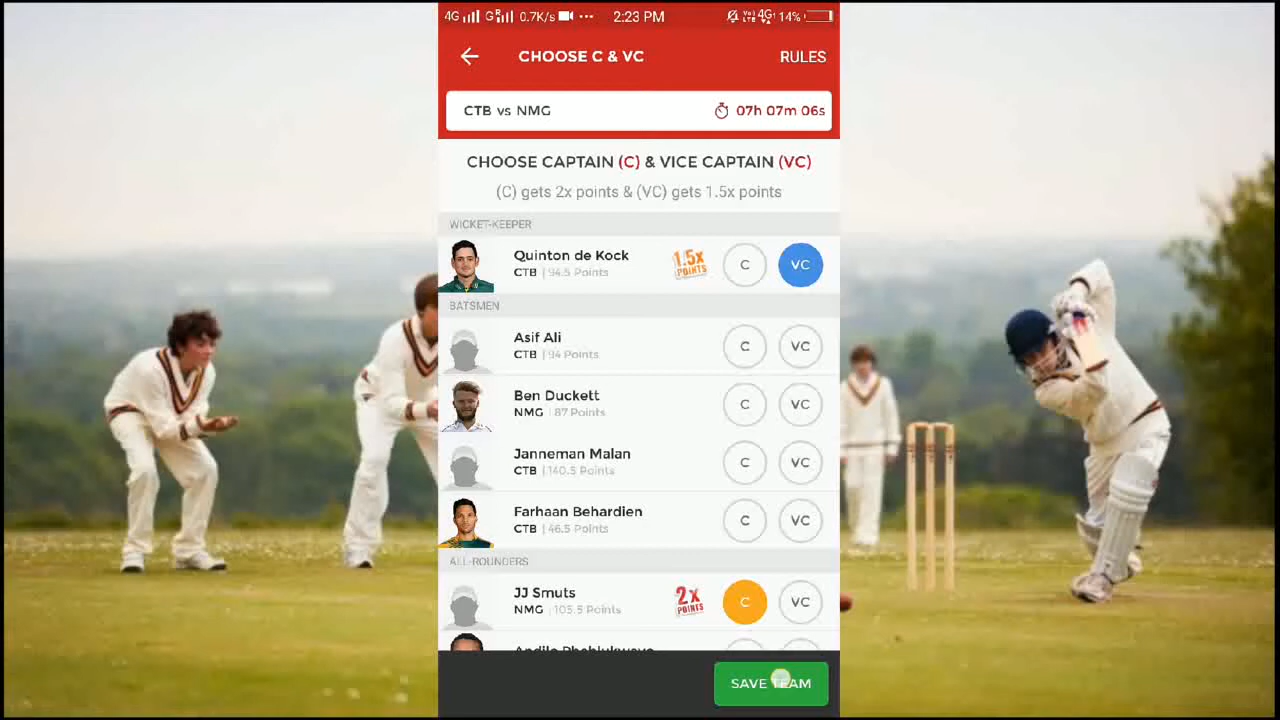 4G G R 0.7K/s ... 2:23 PM 4G 14%
CHOOSE C & VC RULES
CTB vs NMG 07h 07m 06s
CHOOSE CAPTAIN (C) & VICE CAPTAIN (VC)
(C) gets 2x points & (VC) gets 1.5x points
WICKET-KEEPER
Quinton de Kock
CTB | 94.5 Points
1.5x
POINTS
C VC
BATSMEN
Asif Ali
CTB | 94 Points
C VC
Ben Duckett
NMG | 87 Points
C VC
Janneman Malan
CTB | 140.5 Points
C VC
Farhaan Behardien
CTB | 46.5 Points
C VC
ALL-ROUNDERS
JJ Smuts
NMG | 105.5 Points
2x
POINTS
C VC
SAVE TEAM